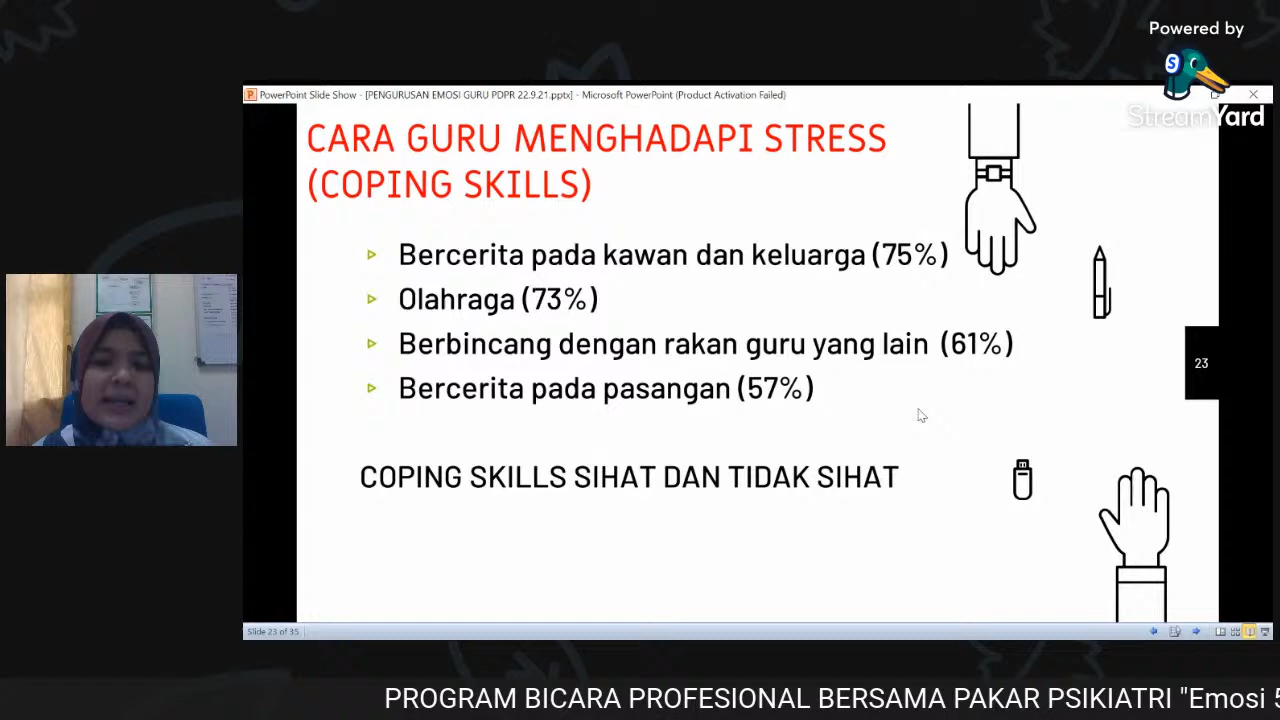 Powered by
S
StreamYard
P PowerPoint Slide Show - [PENGURUSAN EMOSI GURU PDPR 22.9.21.pptx] - Microsoft PowerPoint (Product Activation Failed)
CARA GURU MENGHADAPI STRESS
(COPING SKILLS)
Bercerita pada kawan dan keluarga (75%)
Olahraga (73%)
Berbincang dengan rakan guru yang lain (61%)
Bercerita pada pasangan (57%)
23
COPING SKILLS SIHAT DAN TIDAK SIHAT
Slide 23 of 35
PROGRAM BICARA PROFESIONAL BERSAMA PAKAR PSIKIATRI "Emosi